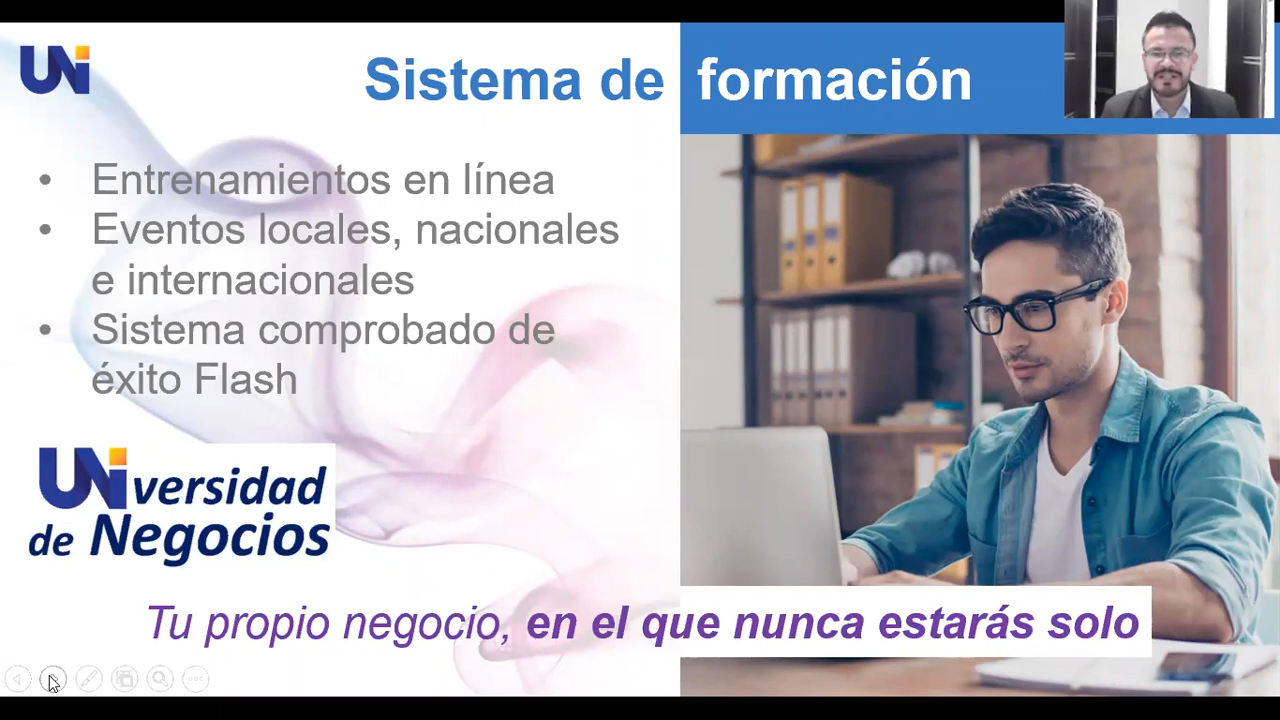 UNi
Sistema de formación
• Entrenamientos en línea
• Eventos locales, nacionales
e internacionales
• Sistema comprobado de
éxito Flash
UNiversidad
de Negocios
Tu propio negocio, en el que nunca estarás solo